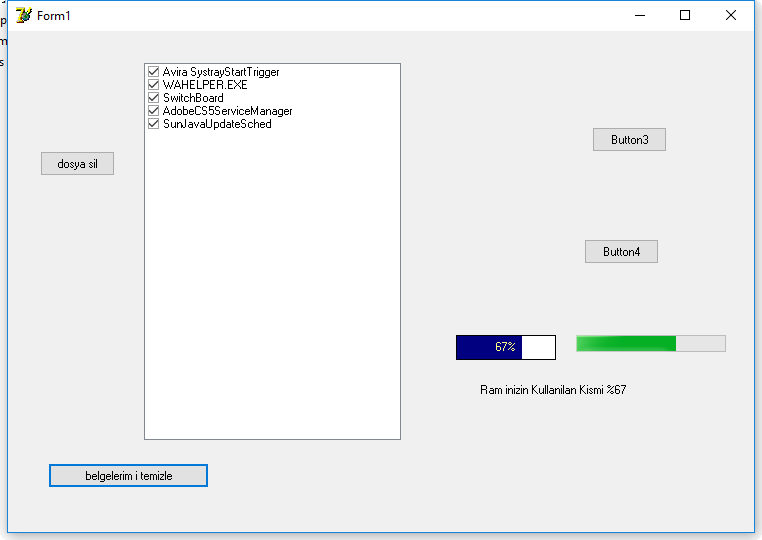 Form1
Avira SystrayStartTrigger
WAHELPER.EXE
SwitchBoard
AdobeCS5ServiceManager
SunJavaUpdateSched
dosya sil
Button3
Button4
67%
Ram inizin Kullanilan Kismi %67
belgelerim i temizle